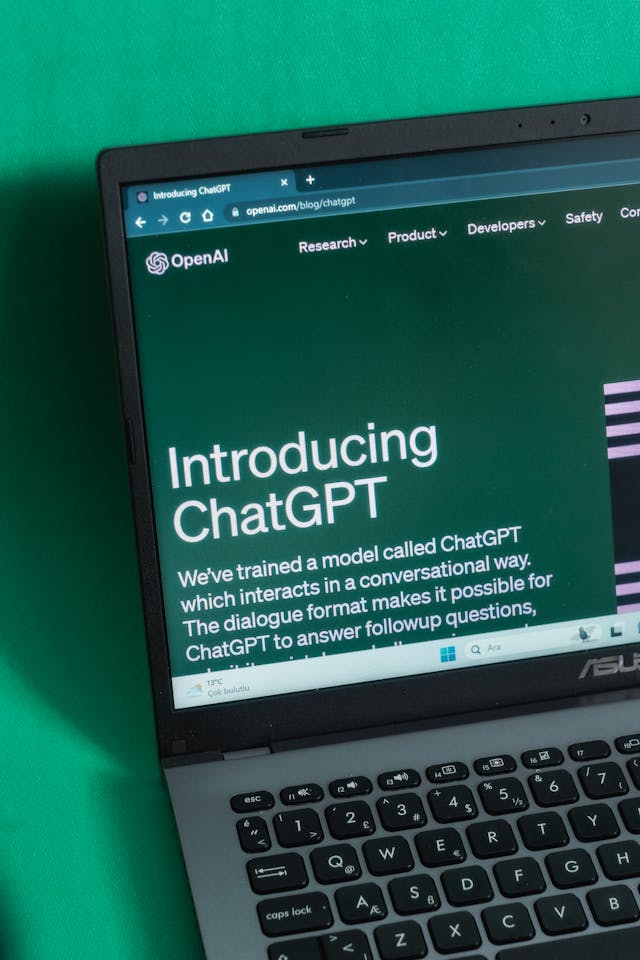 Introducing ChatGPT
openai.com/blog/chatgpt
OpenAI Research Product Developers Safety
Introducing
ChatGPT
We've trained a model called ChatGPT
which interacts in a conversational way.
The dialogue format makes it possible for
ChatGPT to answer followup questions,
13°C
Çok bulutlu
Ara
ASUS
esc f1 f2 f3 f4 f5 f6 f7
é " < ! 1 > ' 2 £ ^ 3 # + 4 $ % 5 ½ & 6 / 7
Q @ W E € R T Y
caps lock A Æ S ß D F G H
> < Z X C V B